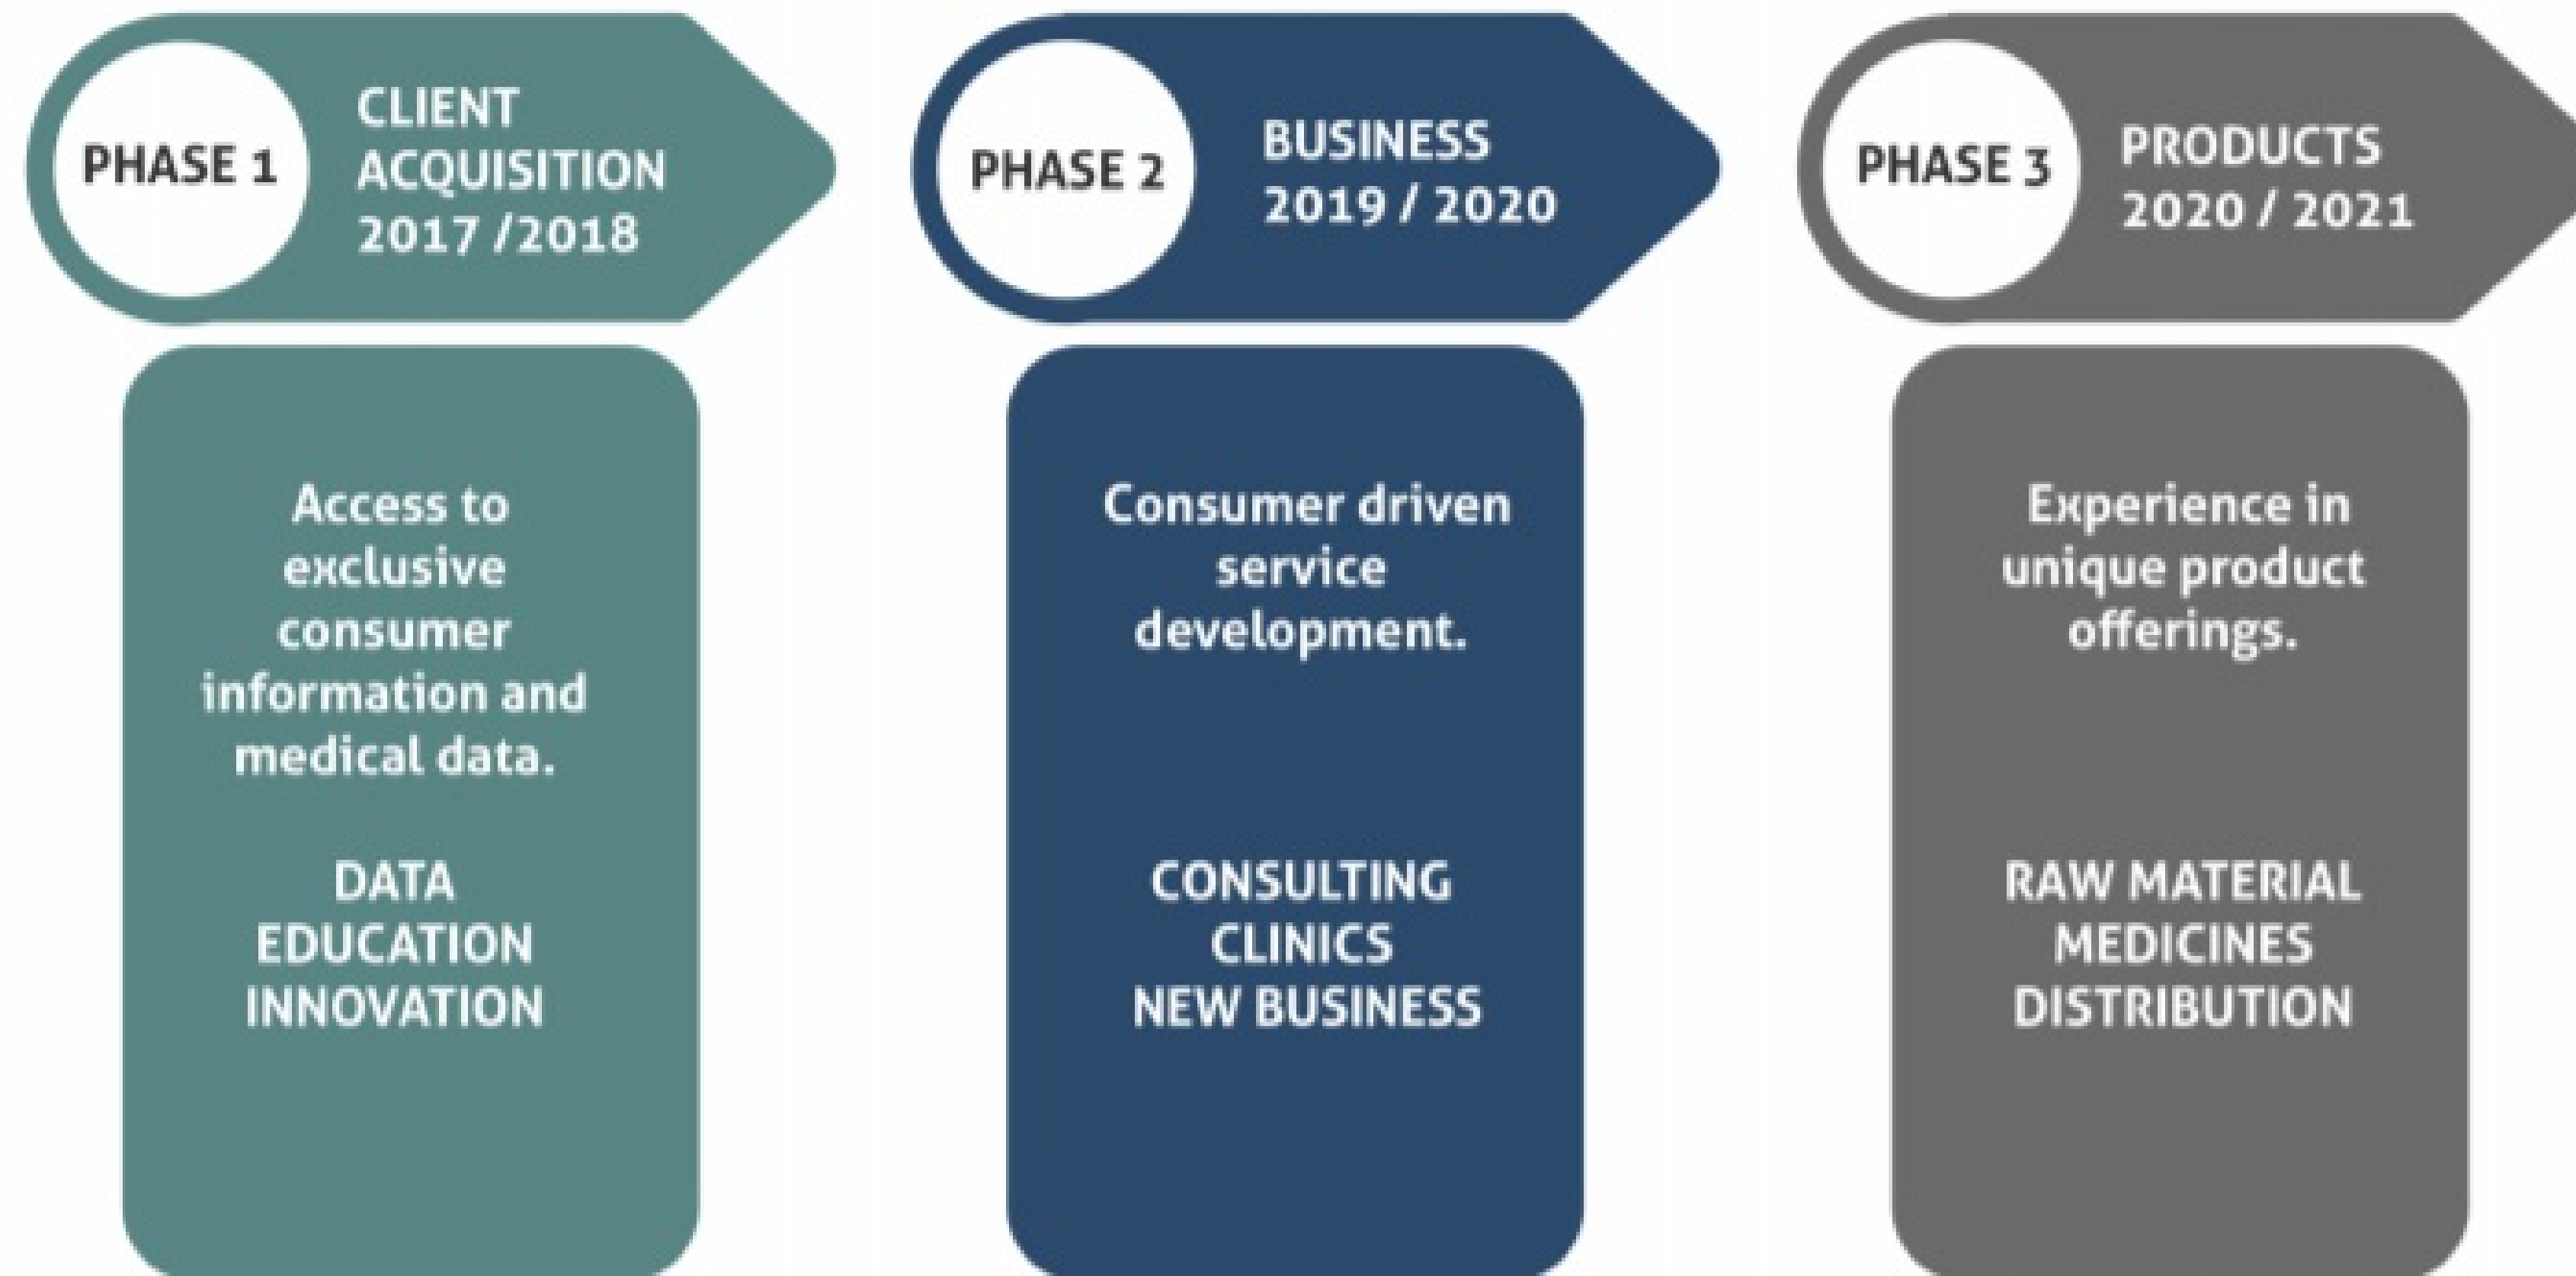 PHASE 1
CLIENT
ACQUISITION
2017 /2018
Access to
exclusive
consumer
information and
medical data.
DATA
EDUCATION
INNOVATION
PHASE 2
BUSINESS
2019 / 2020
Consumer driven
service
development.
CONSULTING
CLINICS
NEW BUSINESS
PHASE 3
PRODUCTS
2020 / 2021
Experience in
unique product
offerings.
RAW MATERIAL
MEDICINES
DISTRIBUTION